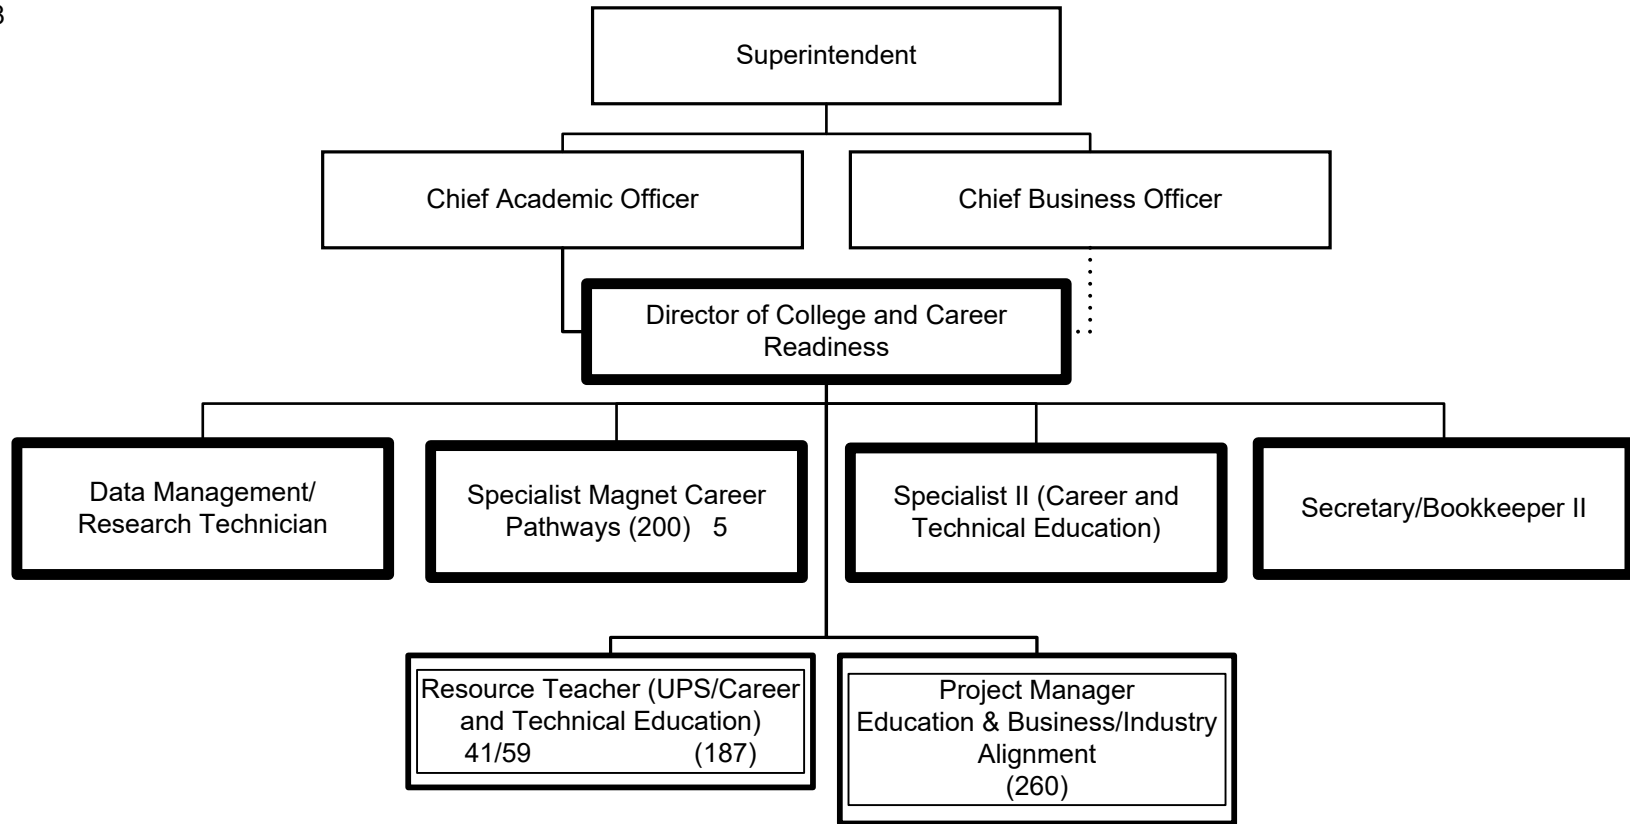 3
Superintendent
Chief Academic Officer
Chief Business Officer
Director of College and Career
Readiness
Data Management/
Research Technician
Specialist Magnet Career
Pathways (200) 5
Specialist II (Career and
Technical Education)
Secretary/Bookkeeper II
Resource Teacher (UPS/Career
and Technical Education)
41/59 (187)
Project Manager
Education & Business/Industry
Alignment
(260)